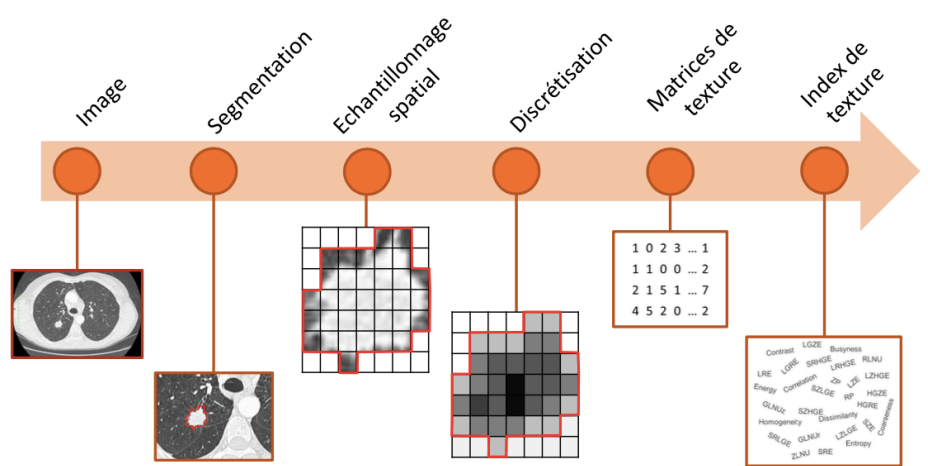 Image
Segmentation
Echantillonnage
spatial
Discrétisation
Matrices de
texture
Index de
texture
1 0 2 3 ... 1
1 1 0 0 ... 2
2 1 5 1 ... 7
4 5 2 0 ... 2
Contrast LGZE Busyness
LGRE SRHGE LRHGE RLNU
LRE Correlation ZP LZE LZHGE
Energy SZLGE RP HGZE
GLNUz SZHGE Dissimilarity HGRE
Homogeneity SZE Coarseness
SRLGE GLNUr LZLGE Entropy
ZLNU SRE